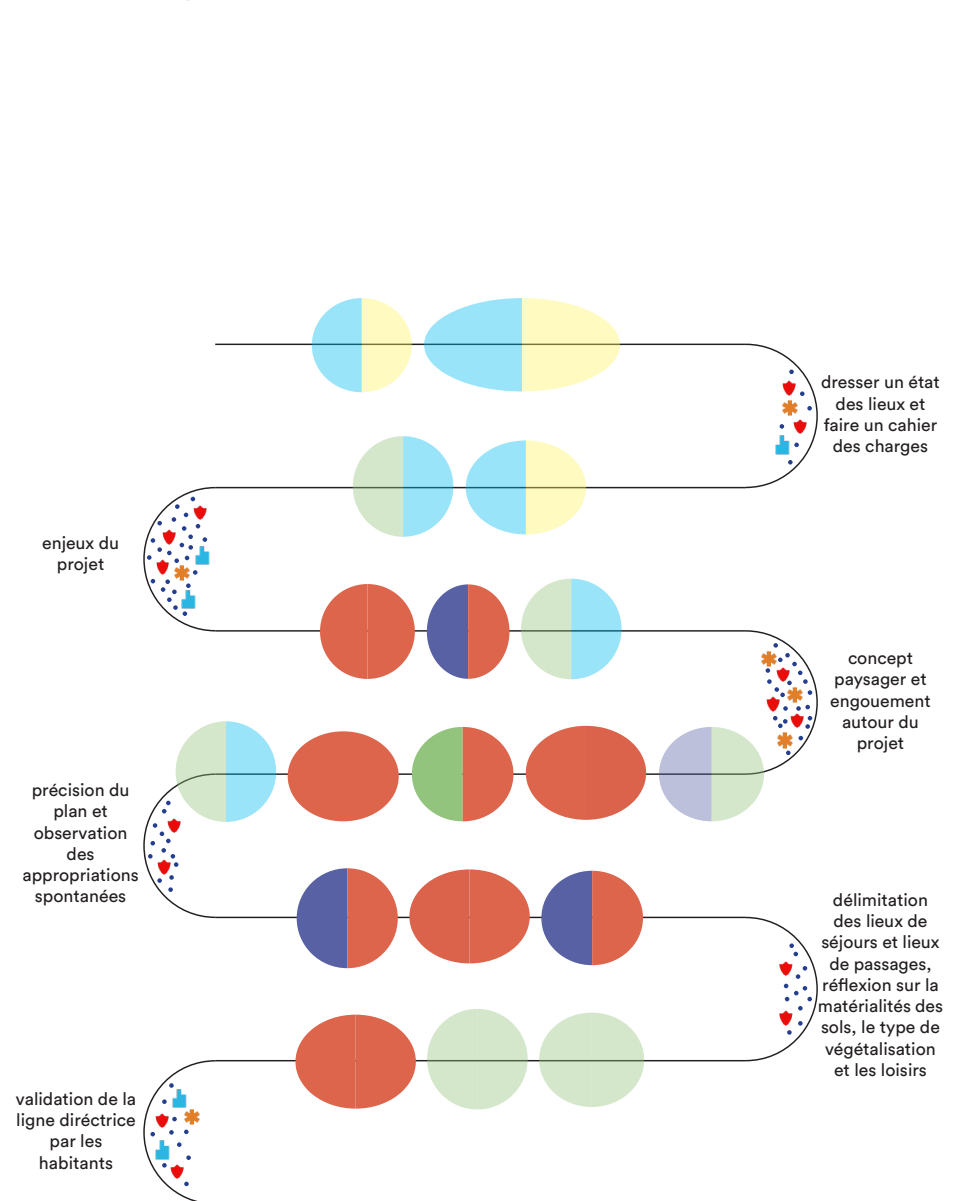 dresser un état
des lieux et
faire un cahier
des charges
enjeux du
projet
concept
paysager et
engouement
autour du
projet
précision du
plan et
observation
des
appropriations
spontanées
délimitation
des lieux de
séjours et lieux
de passages,
réflexion sur la
matérialités des
sols, le type de
végétalisation
et les loisirs
validation de la
ligne diréctrice
par les
habitants